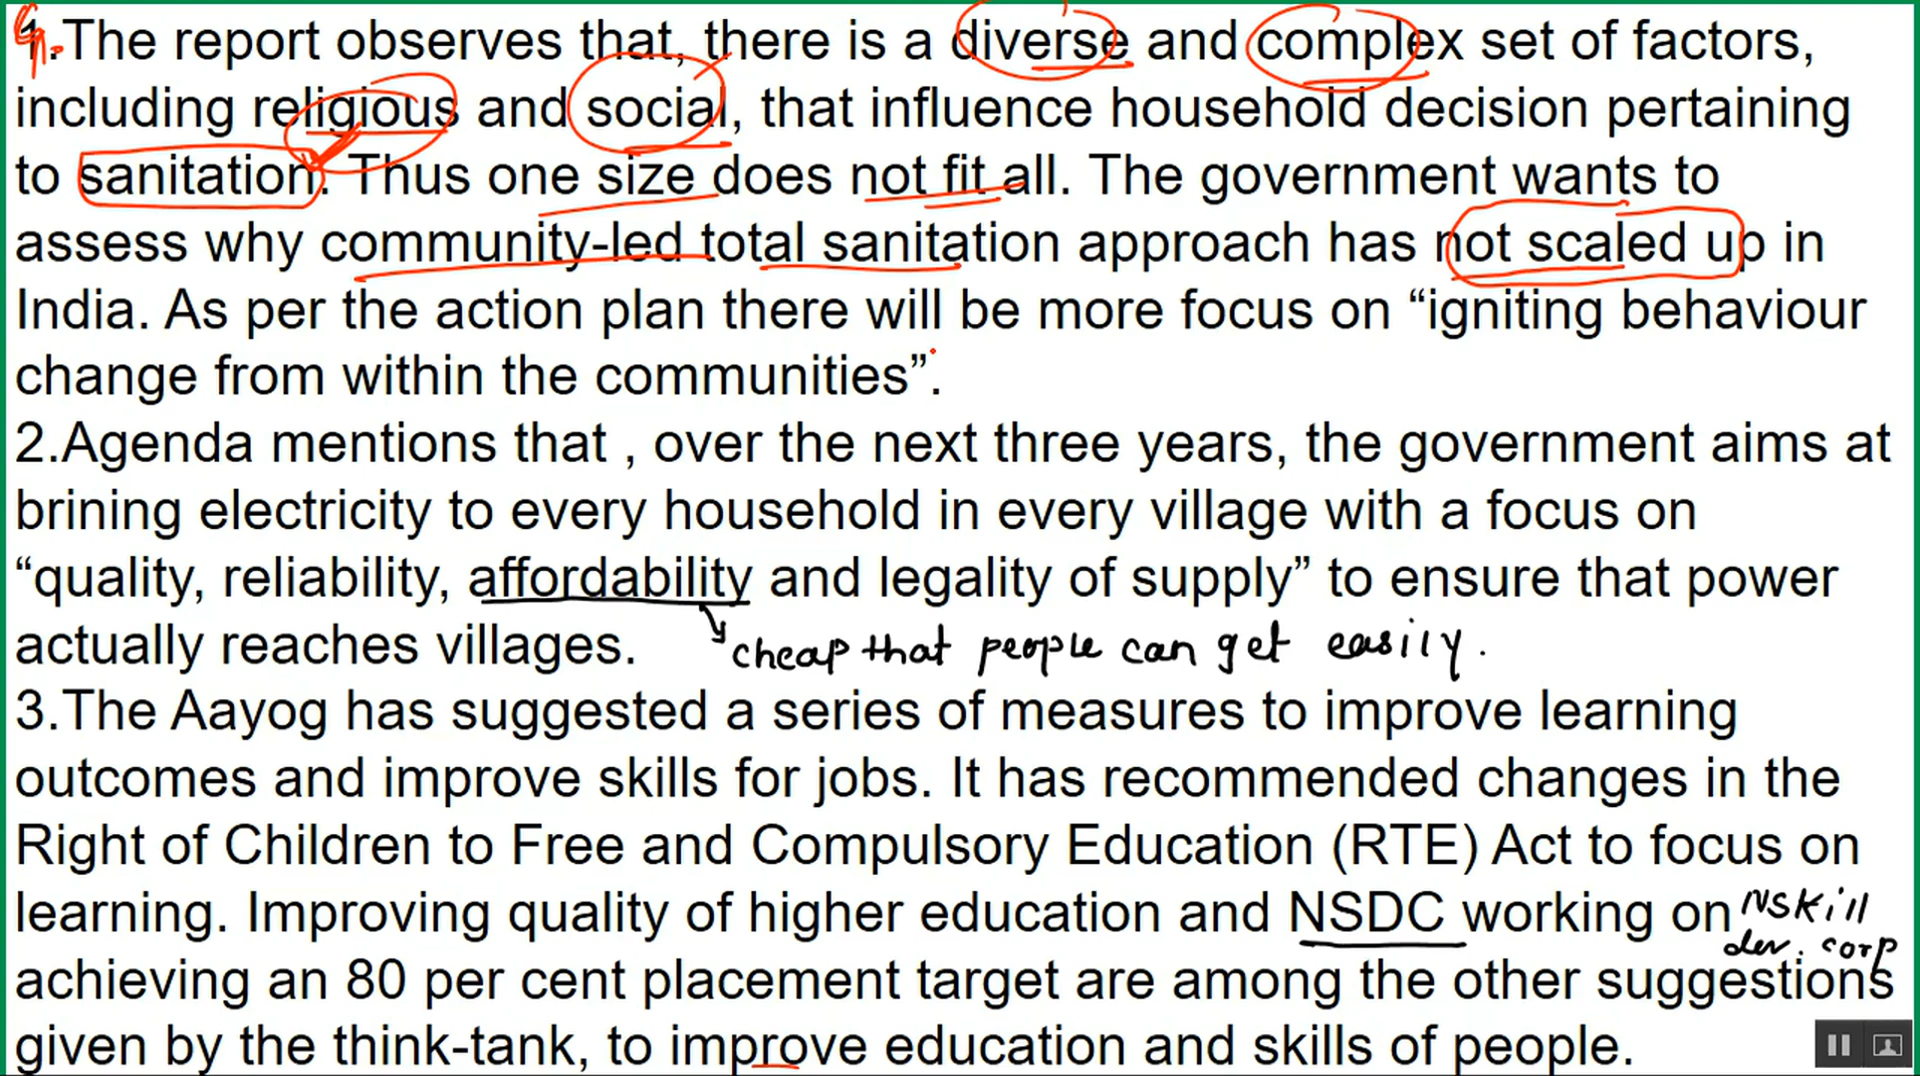 1.The report observes that, there is a diverse and complex set of factors,
including religious and social, that influence household decision pertaining
to sanitation. Thus one size does not fit all. The government wants to
assess why community-led total sanitation approach has not scaled up in
India. As per the action plan there will be more focus on “igniting behaviour
change from within the communities”.
2.Agenda mentions that , over the next three years, the government aims at
brining electricity to every household in every village with a focus on
“quality, reliability, affordability and legality of supply” to ensure that power
actually reaches villages.
cheap that people can get easily.
3.The Aayog has suggested a series of measures to improve learning
outcomes and improve skills for jobs. It has recommended changes in the
Right of Children to Free and Compulsory Education (RTE) Act to focus on
learning. Improving quality of higher education and NSDC working on
NSkill
dev. corp
achieving an 80 per cent placement target are among the other suggestions
given by the think-tank, to improve education and skills of people.